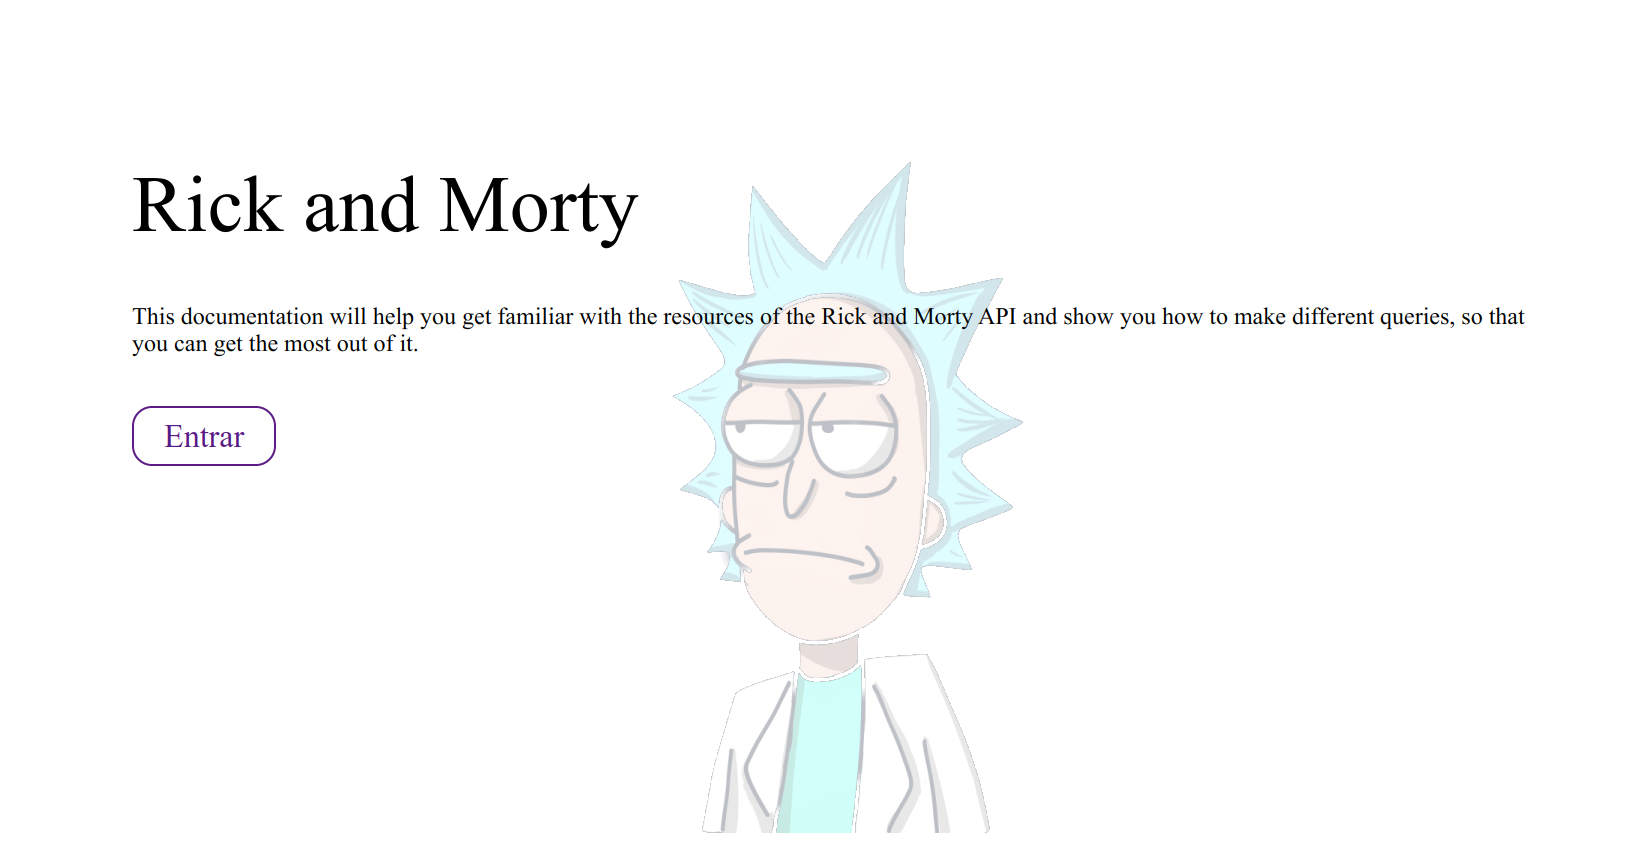 Rick and Morty
This documentation will help you get familiar with the resources of the Rick and Morty API and show you how to make different queries, so that
you can get the most out of it.
Entrar